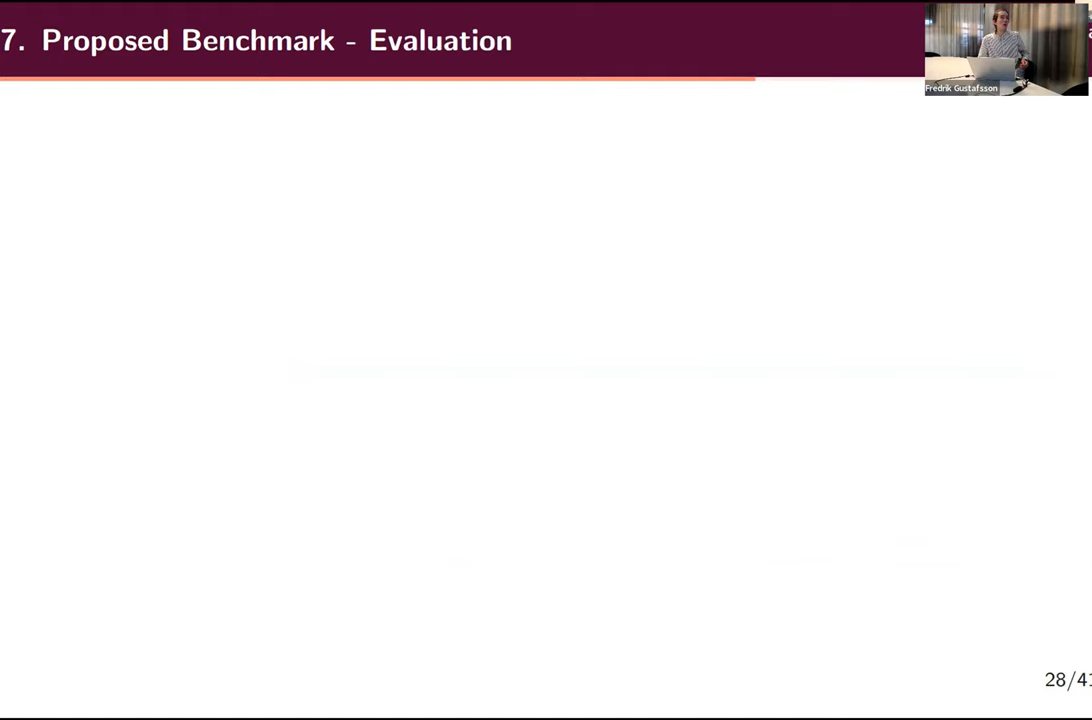 7. Proposed Benchmark - Evaluation
Fredrik Gustafsson
28/41